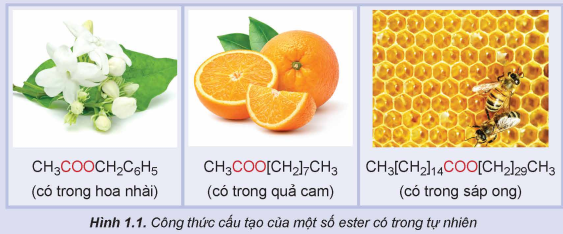 CH₃COOCH₂C₆H₅
(có trong hoa nhài)
CH₃COO[CH₂]₇CH₃
(có trong quả cam)
CH₃[CH₂]₁₄COO[CH₂]₂₉CH₃
(có trong sáp ong)
Hình 1.1. Công thức cấu tạo của một số ester có trong tự nhiên